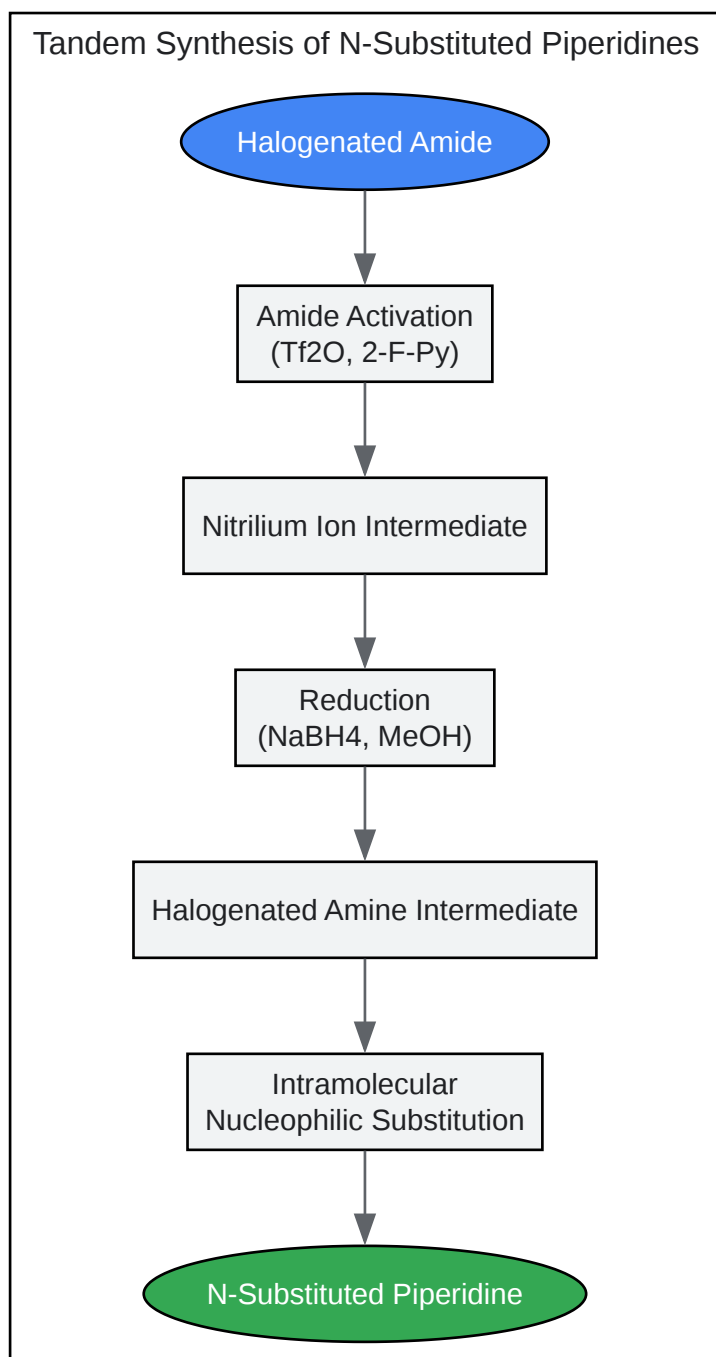 Tandem Synthesis of N-Substituted Piperidines
Halogenated Amide
Amide Activation
(Tf2O, 2-F-Py)
Nitrilium Ion Intermediate
Reduction
(NaBH4, MeOH)
Halogenated Amine Intermediate
Intramolecular
Nucleophilic Substitution
N-Substituted Piperidine